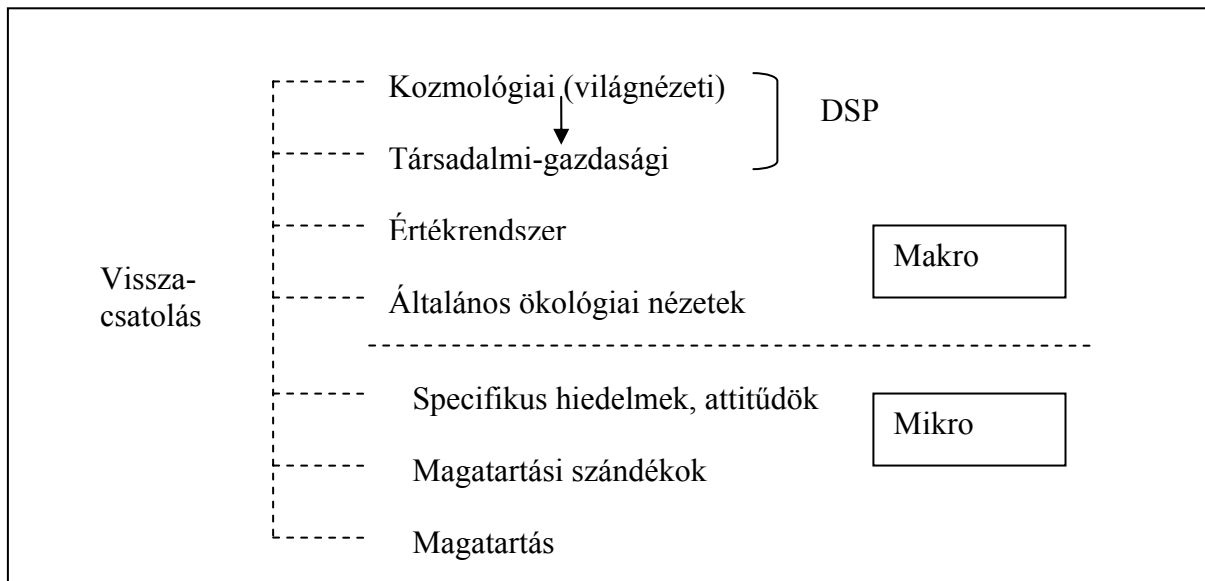 Kozmológiai (világnézeti)
DSP
Társadalmi-gazdasági
Értékrendszer
Makro
Vissza-
csatolás
Általános ökológiai nézetek
Specifikus hiedelmek, attitűdök
Mikro
Magatartási szándékok
Magatartás